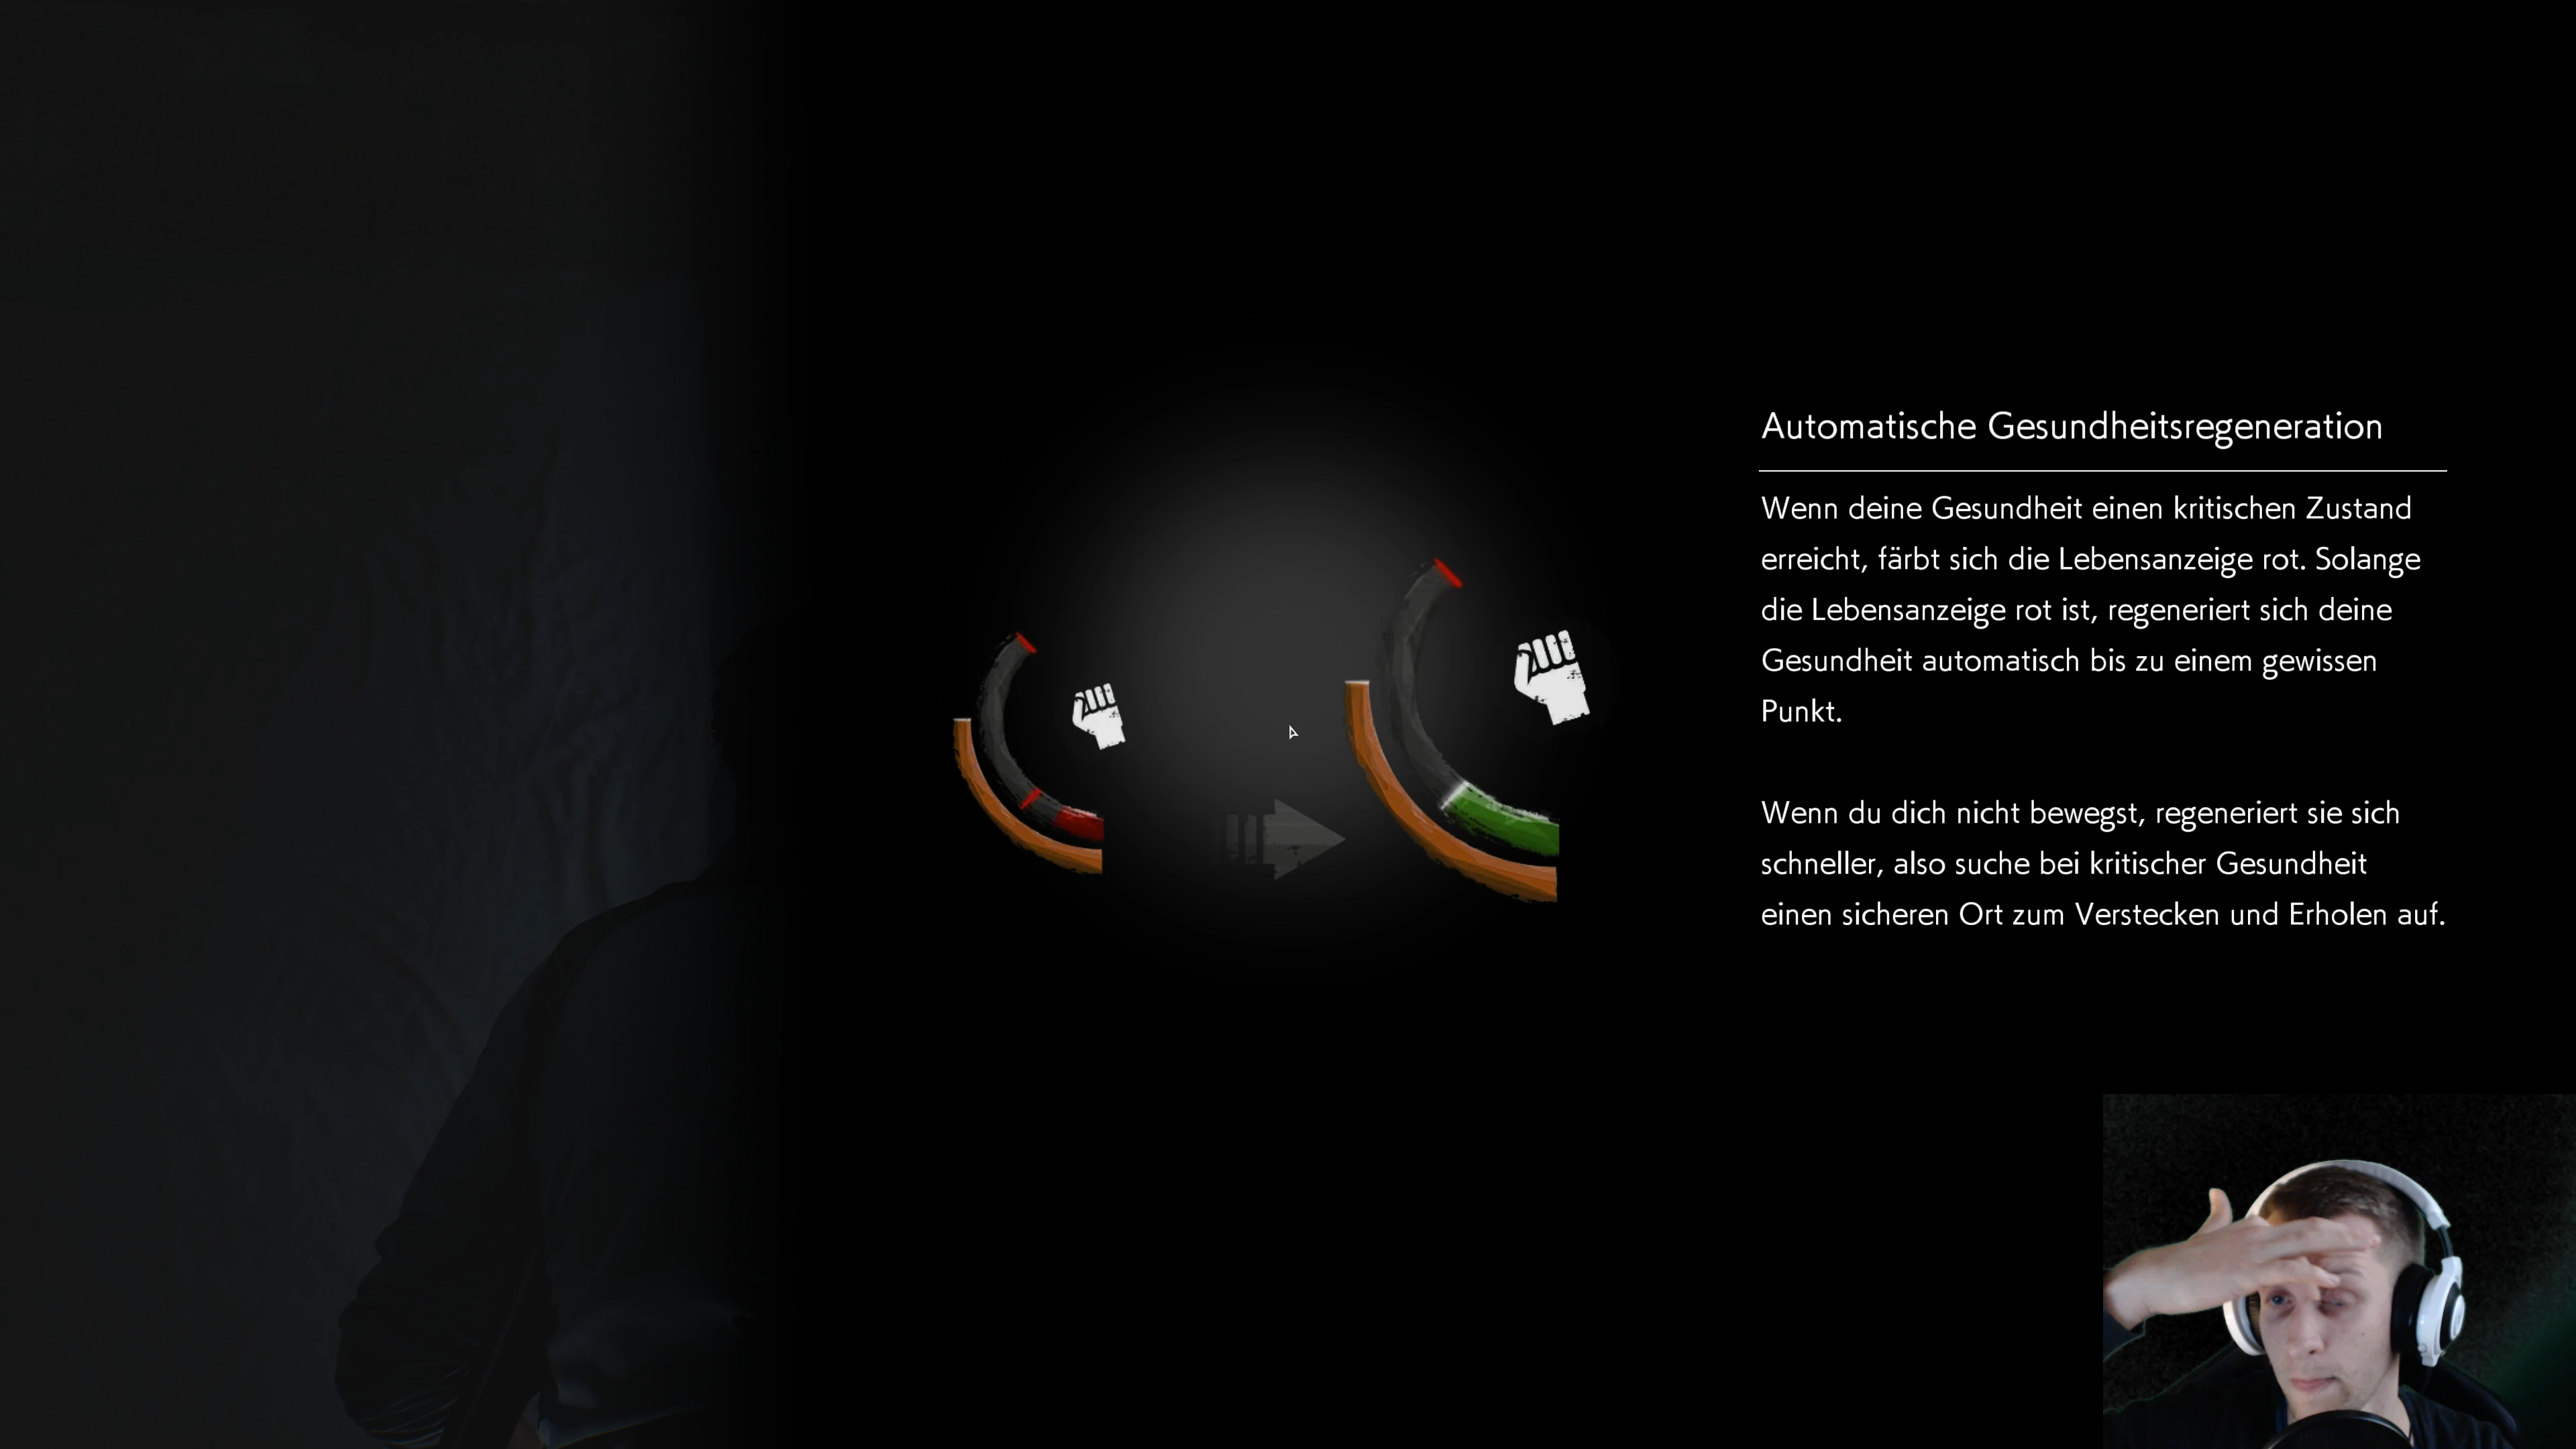 Automatische Gesundheitsregeneration
Wenn deine Gesundheit einen kritischen Zustand
erreicht, färbt sich die Lebensanzeige rot. Solange
die Lebensanzeige rot ist, regeneriert sich deine
Gesundheit automatisch bis zu einem gewissen
Punkt.
Wenn du dich nicht bewegst, regeneriert sie sich
schneller, also suche bei kritischer Gesundheit
einen sicheren Ort zum Verstecken und Erholen auf.